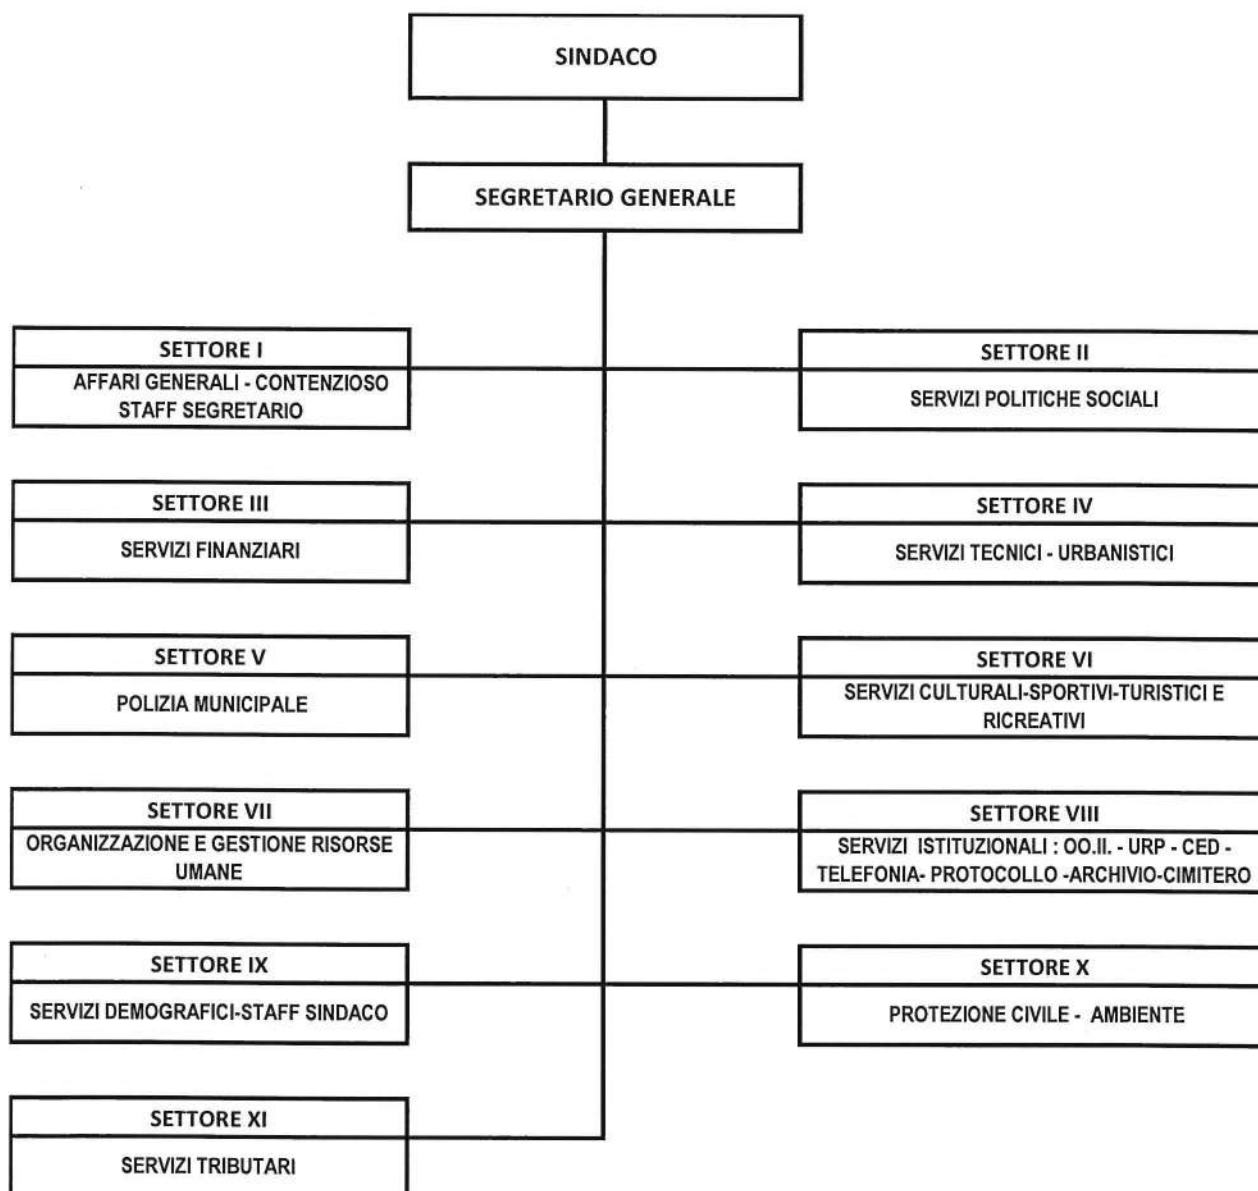 SINDACO
SEGRETARIO GENERALE
SETTORE I
AFFARI GENERALI - CONTENZIOSO
STAFF SEGRETARIO
SETTORE II
SERVIZI POLITICHE SOCIALI
SETTORE III
SERVIZI FINANZIARI
SETTORE IV
SERVIZI TECNICI - URBANISTICI
SETTORE V
POLIZIA MUNICIPALE
SETTORE VI
SERVIZI CULTURALI-SPORTIVI-TURISTICI E
RICREATIVI
SETTORE VII
ORGANIZZAZIONE E GESTIONE RISORSE
UMANE
SETTORE VIII
SERVIZI ISTITUZIONALI : OO.II. - URP - CED -
TELEFONIA- PROTOCOLLO -ARCHIVIO-CIMITERO
SETTORE IX
SERVIZI DEMOGRAFICI-STAFF SINDACO
SETTORE X
PROTEZIONE CIVILE - AMBIENTE
SETTORE XI
SERVIZI TRIBUTARI